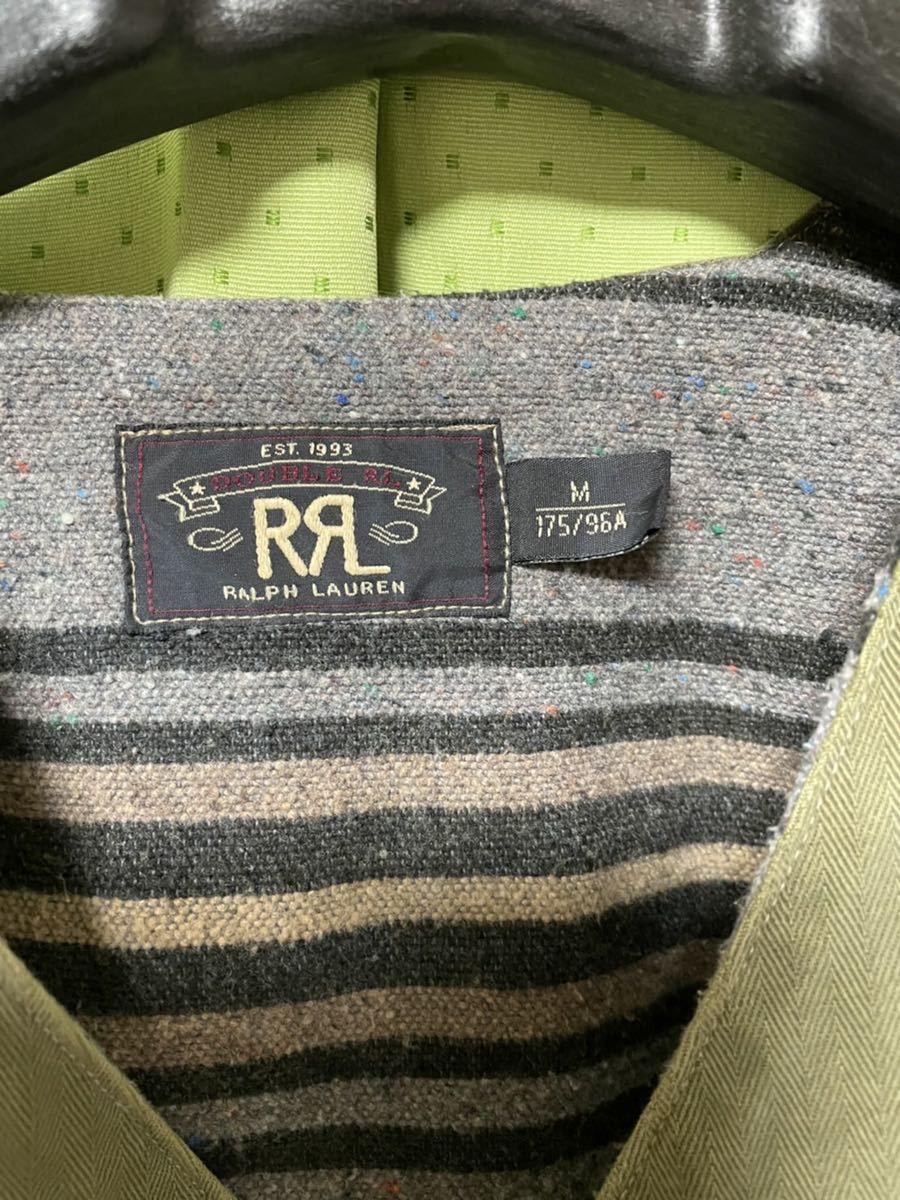 EST. 1993
DOUBLE RL
RRL
RALPH LAUREN
M
175/96A